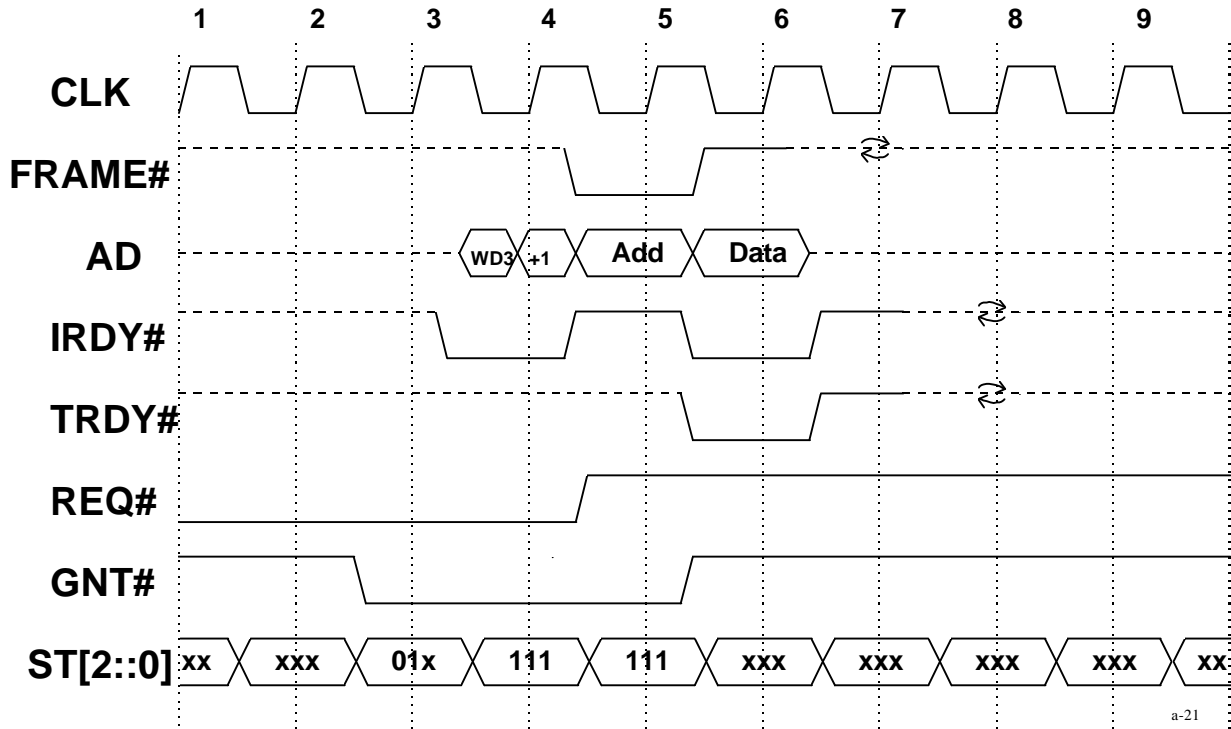 1 2 3 4 5 6 7 8 9
CLK
FRAME#
AD WD3 +1 Add Data
IRDY#
TRDY#
REQ#
GNT#
ST[2::0] xx xxx 01x 111 111 xxx xxx xxx xxx xx
a-21